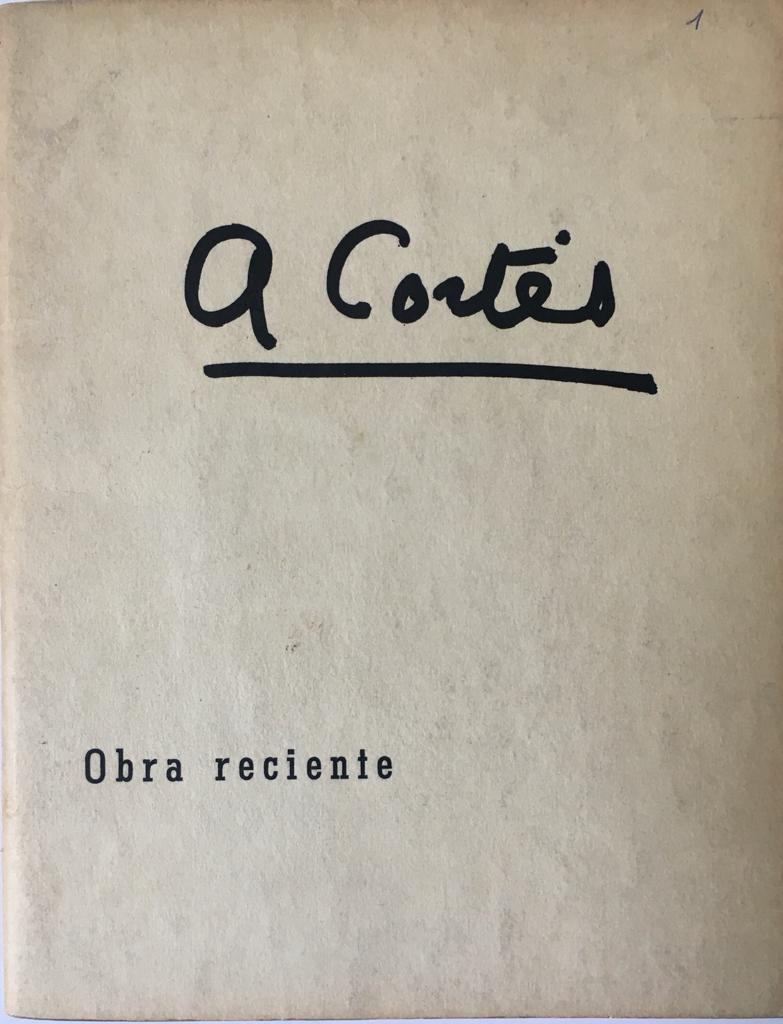 1
A Cortés
Obra reciente